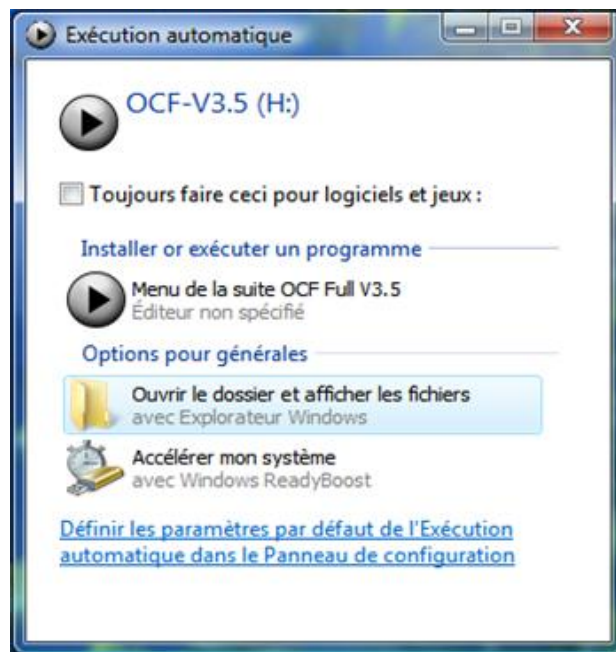 Exécution automatique
OCF-V3.5 (H:)
Toujours faire ceci pour logiciels et jeux :
Installer or exécuter un programme
Menu de la suite OCF Full V3.5
Éditeur non spécifié
Options pour générales
Ouvrir le dossier et afficher les fichiers
avec Explorateur Windows
Accélérer mon système
avec Windows ReadyBoost
Définir les paramètres par défaut de l'Exécution
automatique dans le Panneau de configuration